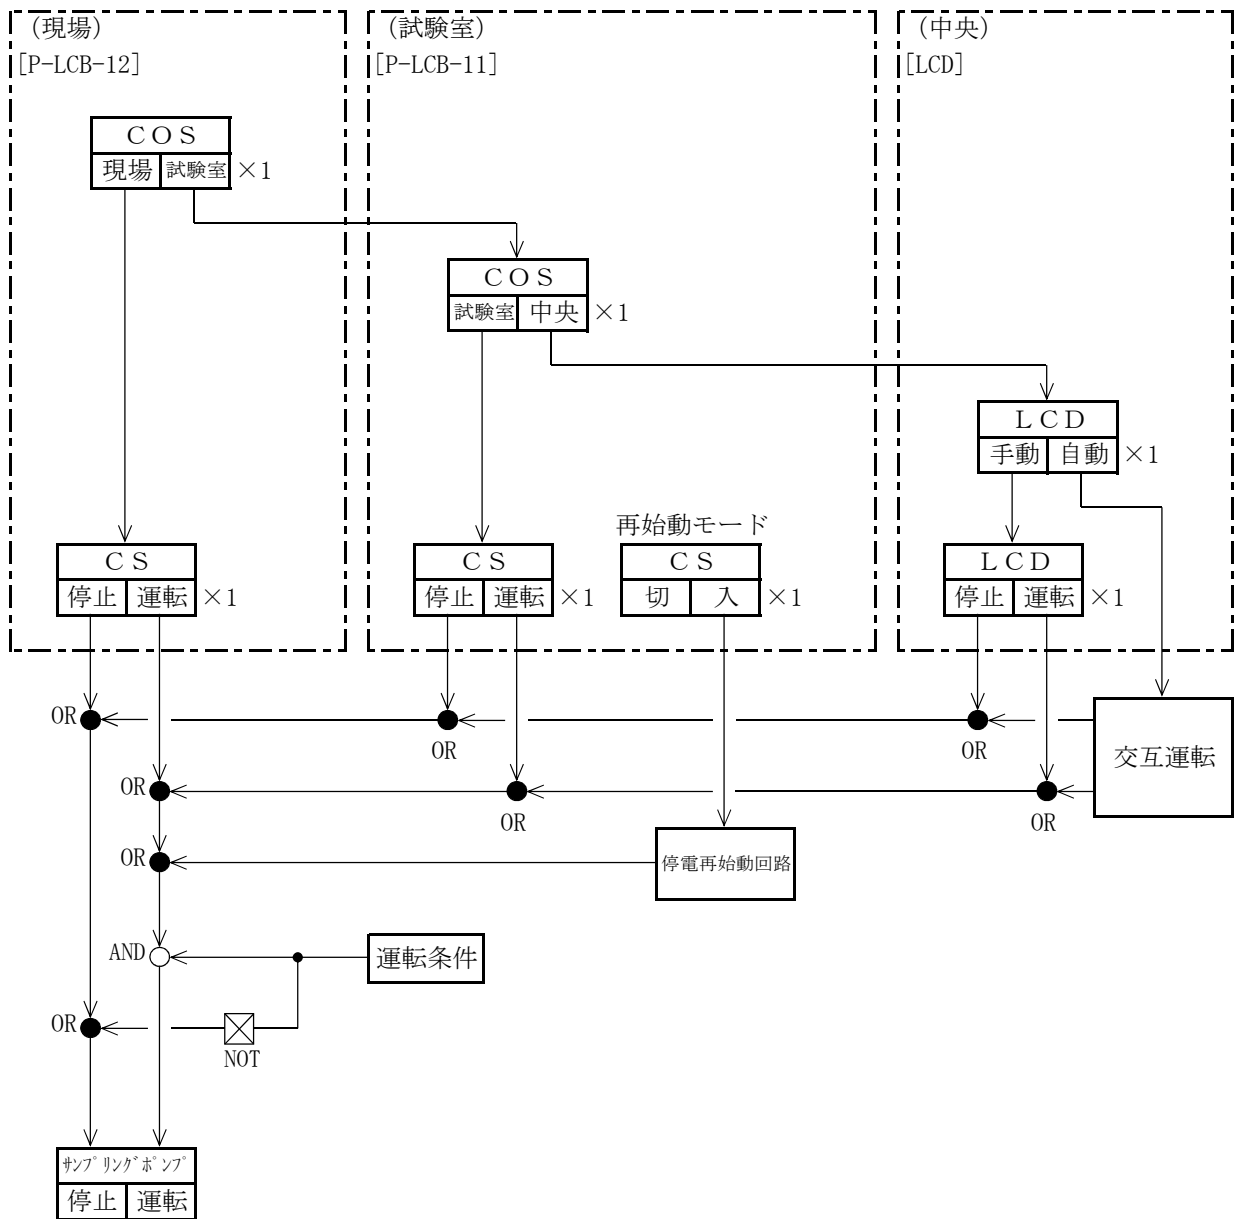 （現場）
[P-LCB-12]
（試験室）
[P-LCB-11]
（中央）
[LCD]
ＣＯＳ
現場 試験室 ×1
ＣＯＳ
試験室 中央 ×1
ＬＣＤ
手動 自動 ×1
再始動モード
ＣＳ
停止 運転 ×1
ＣＳ
停止 運転 ×1
ＣＳ
切 入 ×1
ＬＣＤ
停止 運転 ×1
OR
OR
OR
交互運転
OR
OR
OR
OR
停電再始動回路
AND
運転条件
OR
NOT
ｻﾝﾌﾟﾘﾝｸﾞﾎﾟﾝﾌﾟ
停止 運転